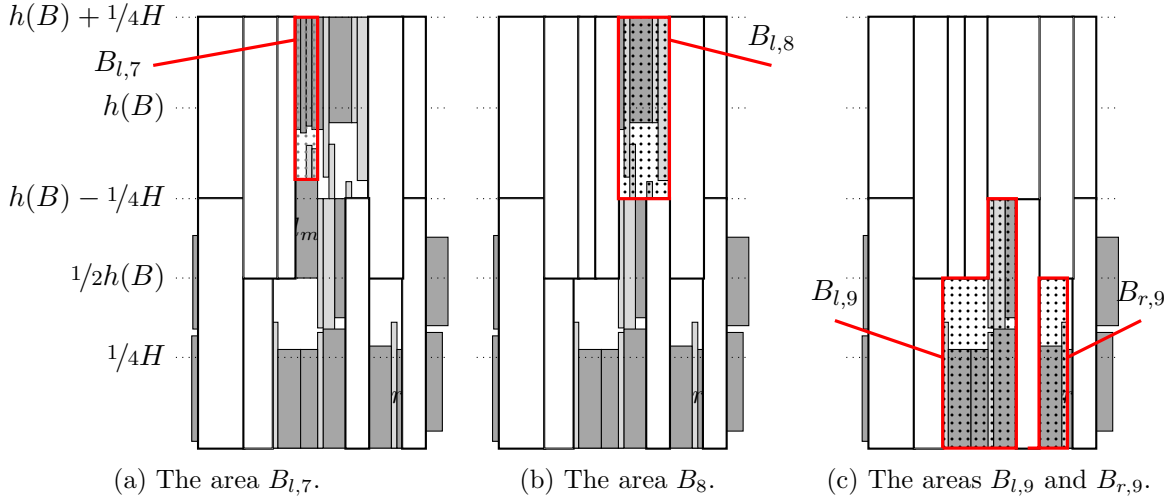 h(B) + 1/4H
B_{l,7}
h(B)
h(B) − 1/4H
l_m
1/2h(B)
1/4H
r
(a) The area B_{l,7}.
B_{l,8}
r
(b) The area B_8.
B_{l,9}
B_{r,9}
(c) The areas B_{l,9} and B_{r,9}.